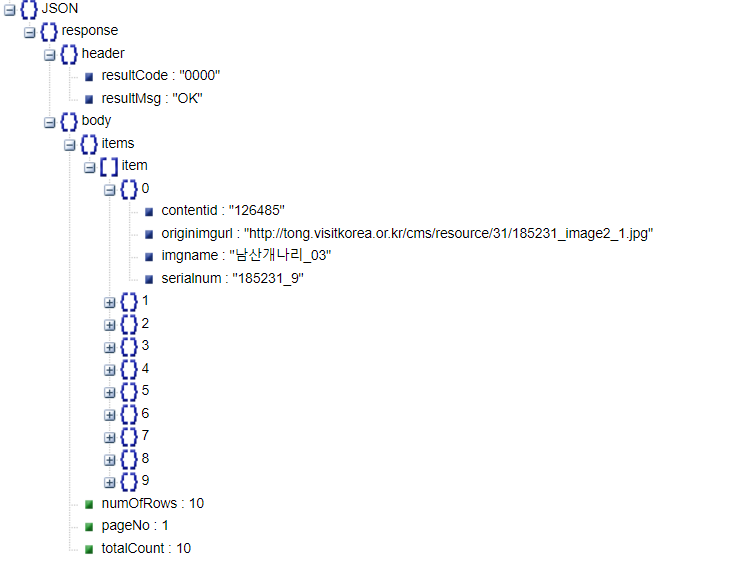 JSON
response
header
resultCode : "0000"
resultMsg : "OK"
body
items
item
0
contentid : "126485"
originimgurl : "http://tong.visitkorea.or.kr/cms/resource/31/185231_image2_1.jpg"
imgname : "남산개나리_03"
serialnum : "185231_9"
1
2
3
4
5
6
7
8
9
numOfRows : 10
pageNo : 1
totalCount : 10